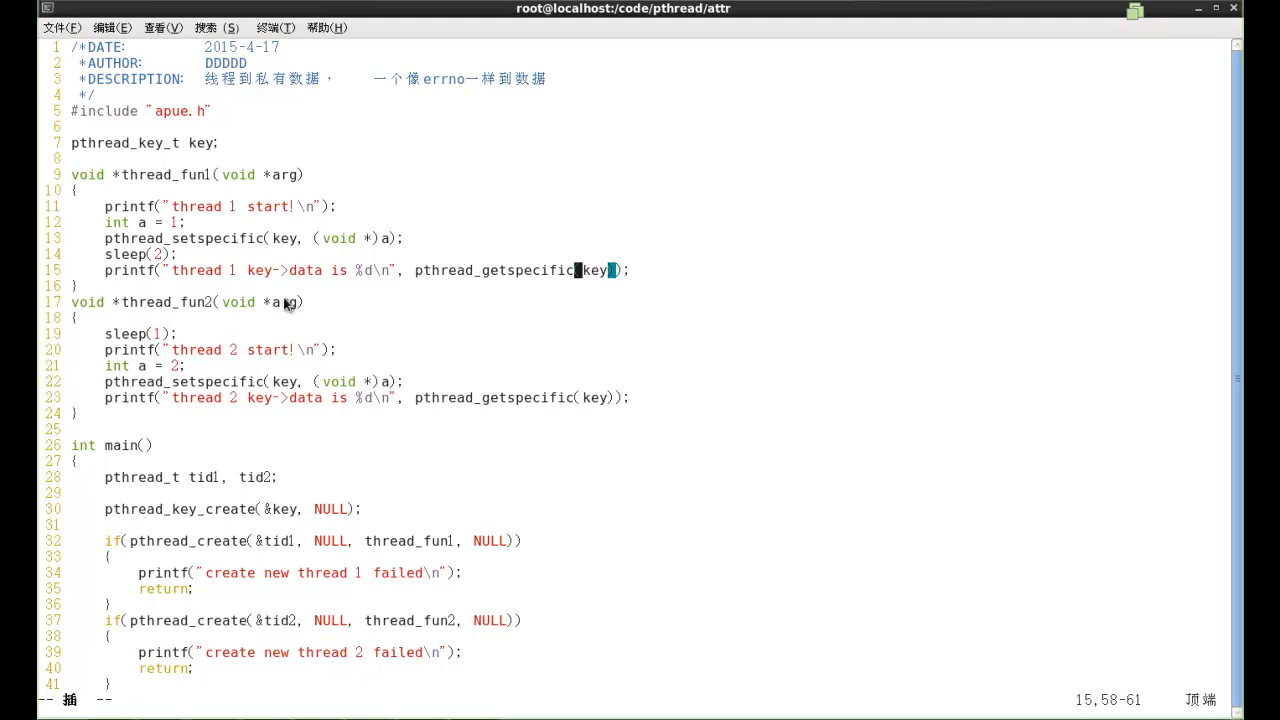 root@localhost:/code/pthread/attr
文件(F) 编辑(E) 查看(V) 搜索 (S) 终端(T) 帮助(H)
1 /*DATE: 2015-4-17
2 *AUTHOR: DDDDD
3 *DESCRIPTION: 线程到私有数据， 一个像errno一样到数据
4 */
5 #include "apue.h"
6
7 pthread_key_t key;
8
9 void *thread_fun1(void *arg)
10 {
11 printf("thread 1 start!\n");
12 int a = 1;
13 pthread_setspecific(key, (void *)a);
14 sleep(2);
15 printf("thread 1 key->data is %d\n", pthread_getspecific(key));
16 }
17 void *thread_fun2(void *arg)
18 {
19 sleep(1);
20 printf("thread 2 start!\n");
21 int a = 2;
22 pthread_setspecific(key, (void *)a);
23 printf("thread 2 key->data is %d\n", pthread_getspecific(key));
24 }
25
26 int main()
27 {
28 pthread_t tid1, tid2;
29
30 pthread_key_create(&key, NULL);
31
32 if(pthread_create(&tid1, NULL, thread_fun1, NULL))
33 {
34 printf("create new thread 1 failed\n");
35 return;
36 }
37 if(pthread_create(&tid2, NULL, thread_fun2, NULL))
38 {
39 printf("create new thread 2 failed\n");
40 return;
41 }
-- 插 -- 15,58-61 顶端